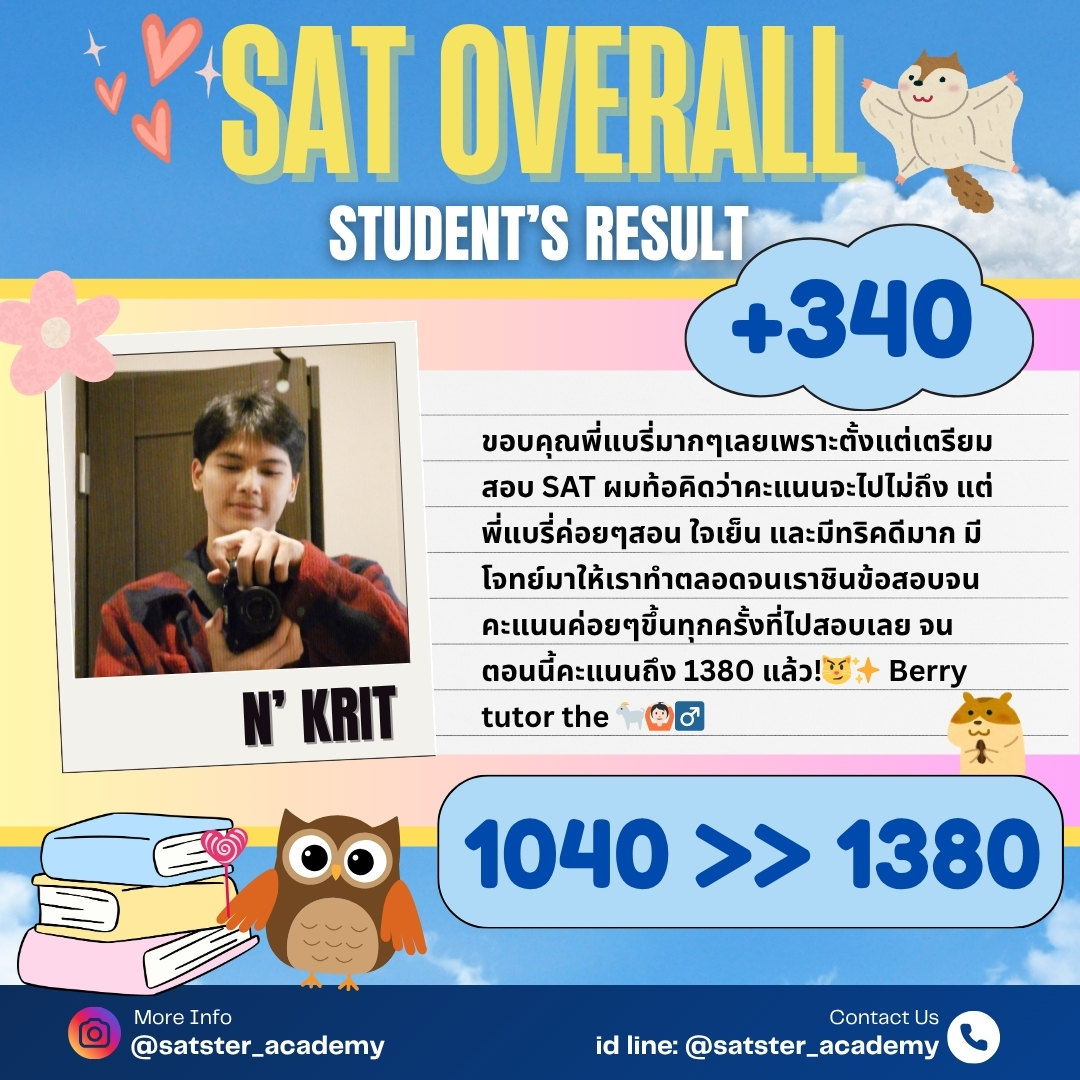 SAT OVERALL
STUDENT'S RESULT
+340
ขอบคุณพี่แบรี่มากๆเลยเพราะตั้งแต่เตรียม
สอบ SAT ผมท้อคิดว่าคะแนนจะไปไม่ถึง แต่
พี่แบรี่ค่อยๆสอน ใจเย็น และมีทริคดีมาก มี
โจทย์มาให้เราทำตลอดจนเราชินข้อสอบจน
คะแนนค่อยๆขึ้นทุกครั้งที่ไปสอบเลย จน
ตอนนี้คะแนนถึง 1380 แล้ว!😼✨ Berry
tutor the 🐐🙆🏻♂️
N' KRIT
1040 >> 1380
More Info
@satster_academy
Contact Us
id line: @satster_academy